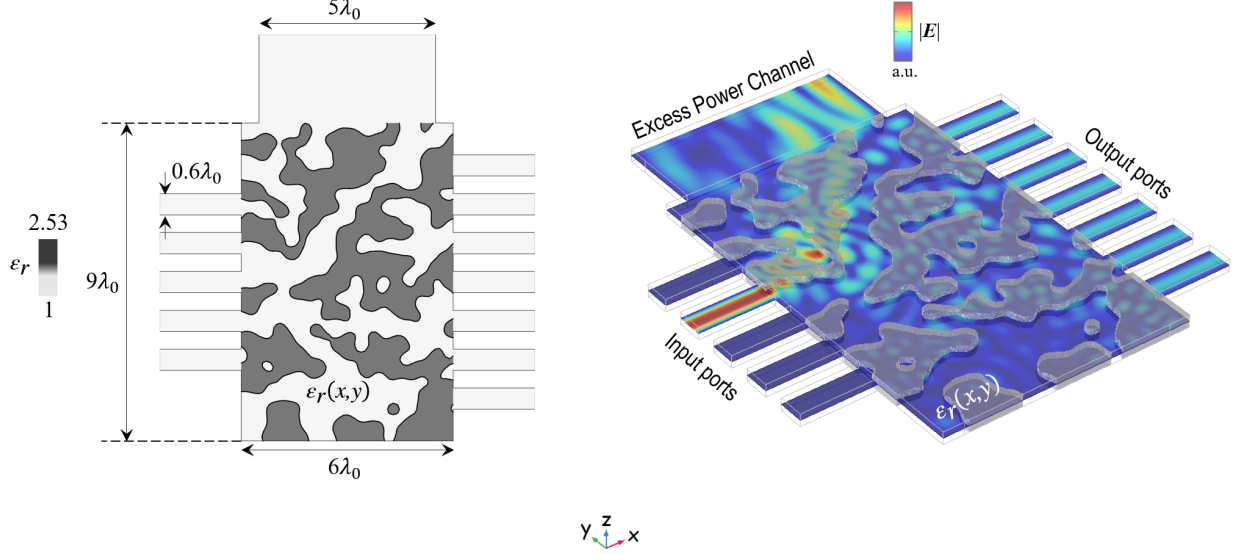 5λ₀
0.6λ₀
2.53
εr
1
9λ₀
εr(x,y)
6λ₀
|E|
a.u.
Excess Power Channel
Output ports
Input ports
εr(x,y)
y z x